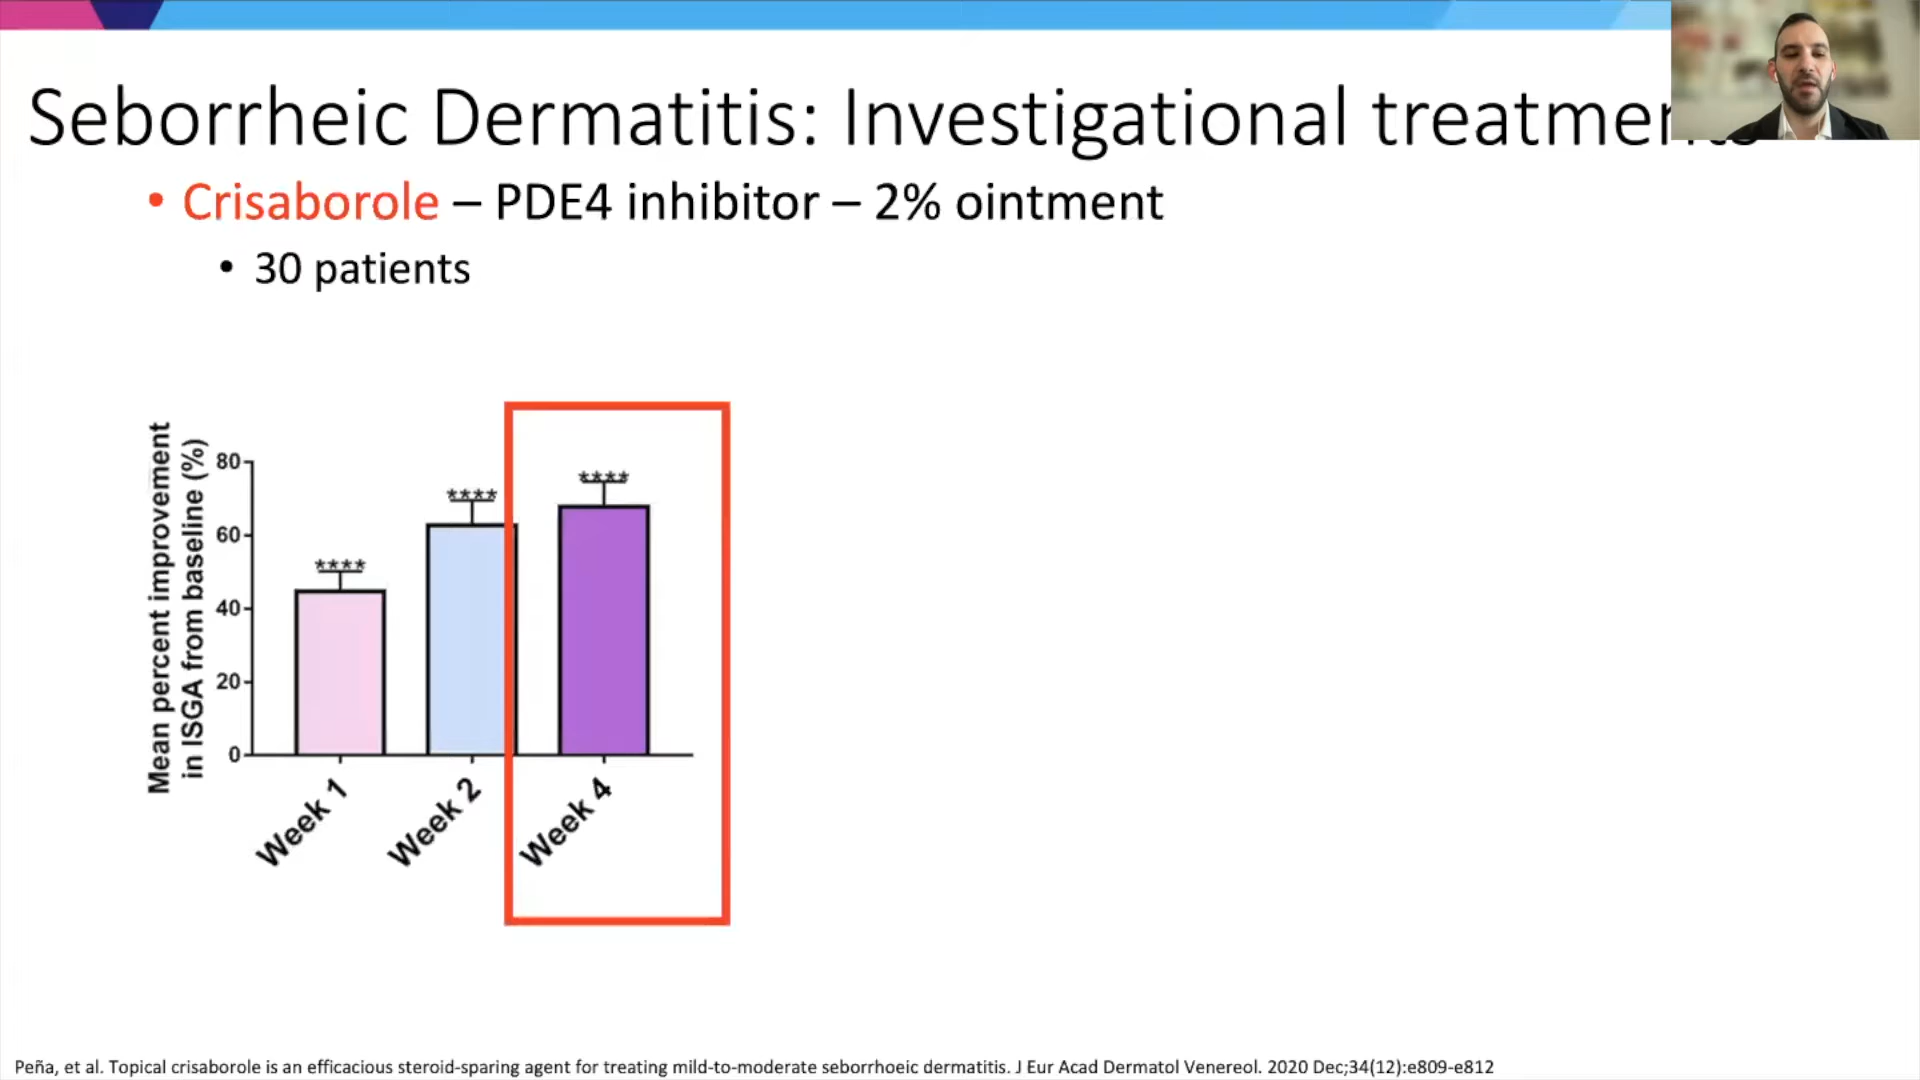 Seborrheic Dermatitis: Investigational
• Crisaborole – PDE4 inhibitor – 2% ointment
• 30 patients
Mean percent improvement
in ISGA from baseline (%)
80
60
40
20
0
****
****
****
Week 1
Week 2
Week 4
Peña, et al. Topical crisaborole is an efficacious steroid-sparing agent for treating mild-to-moderate seborrhoeic dermatitis. J Eur Acad Dermatol Venereol. 2020 Dec;34(12):e809-e812